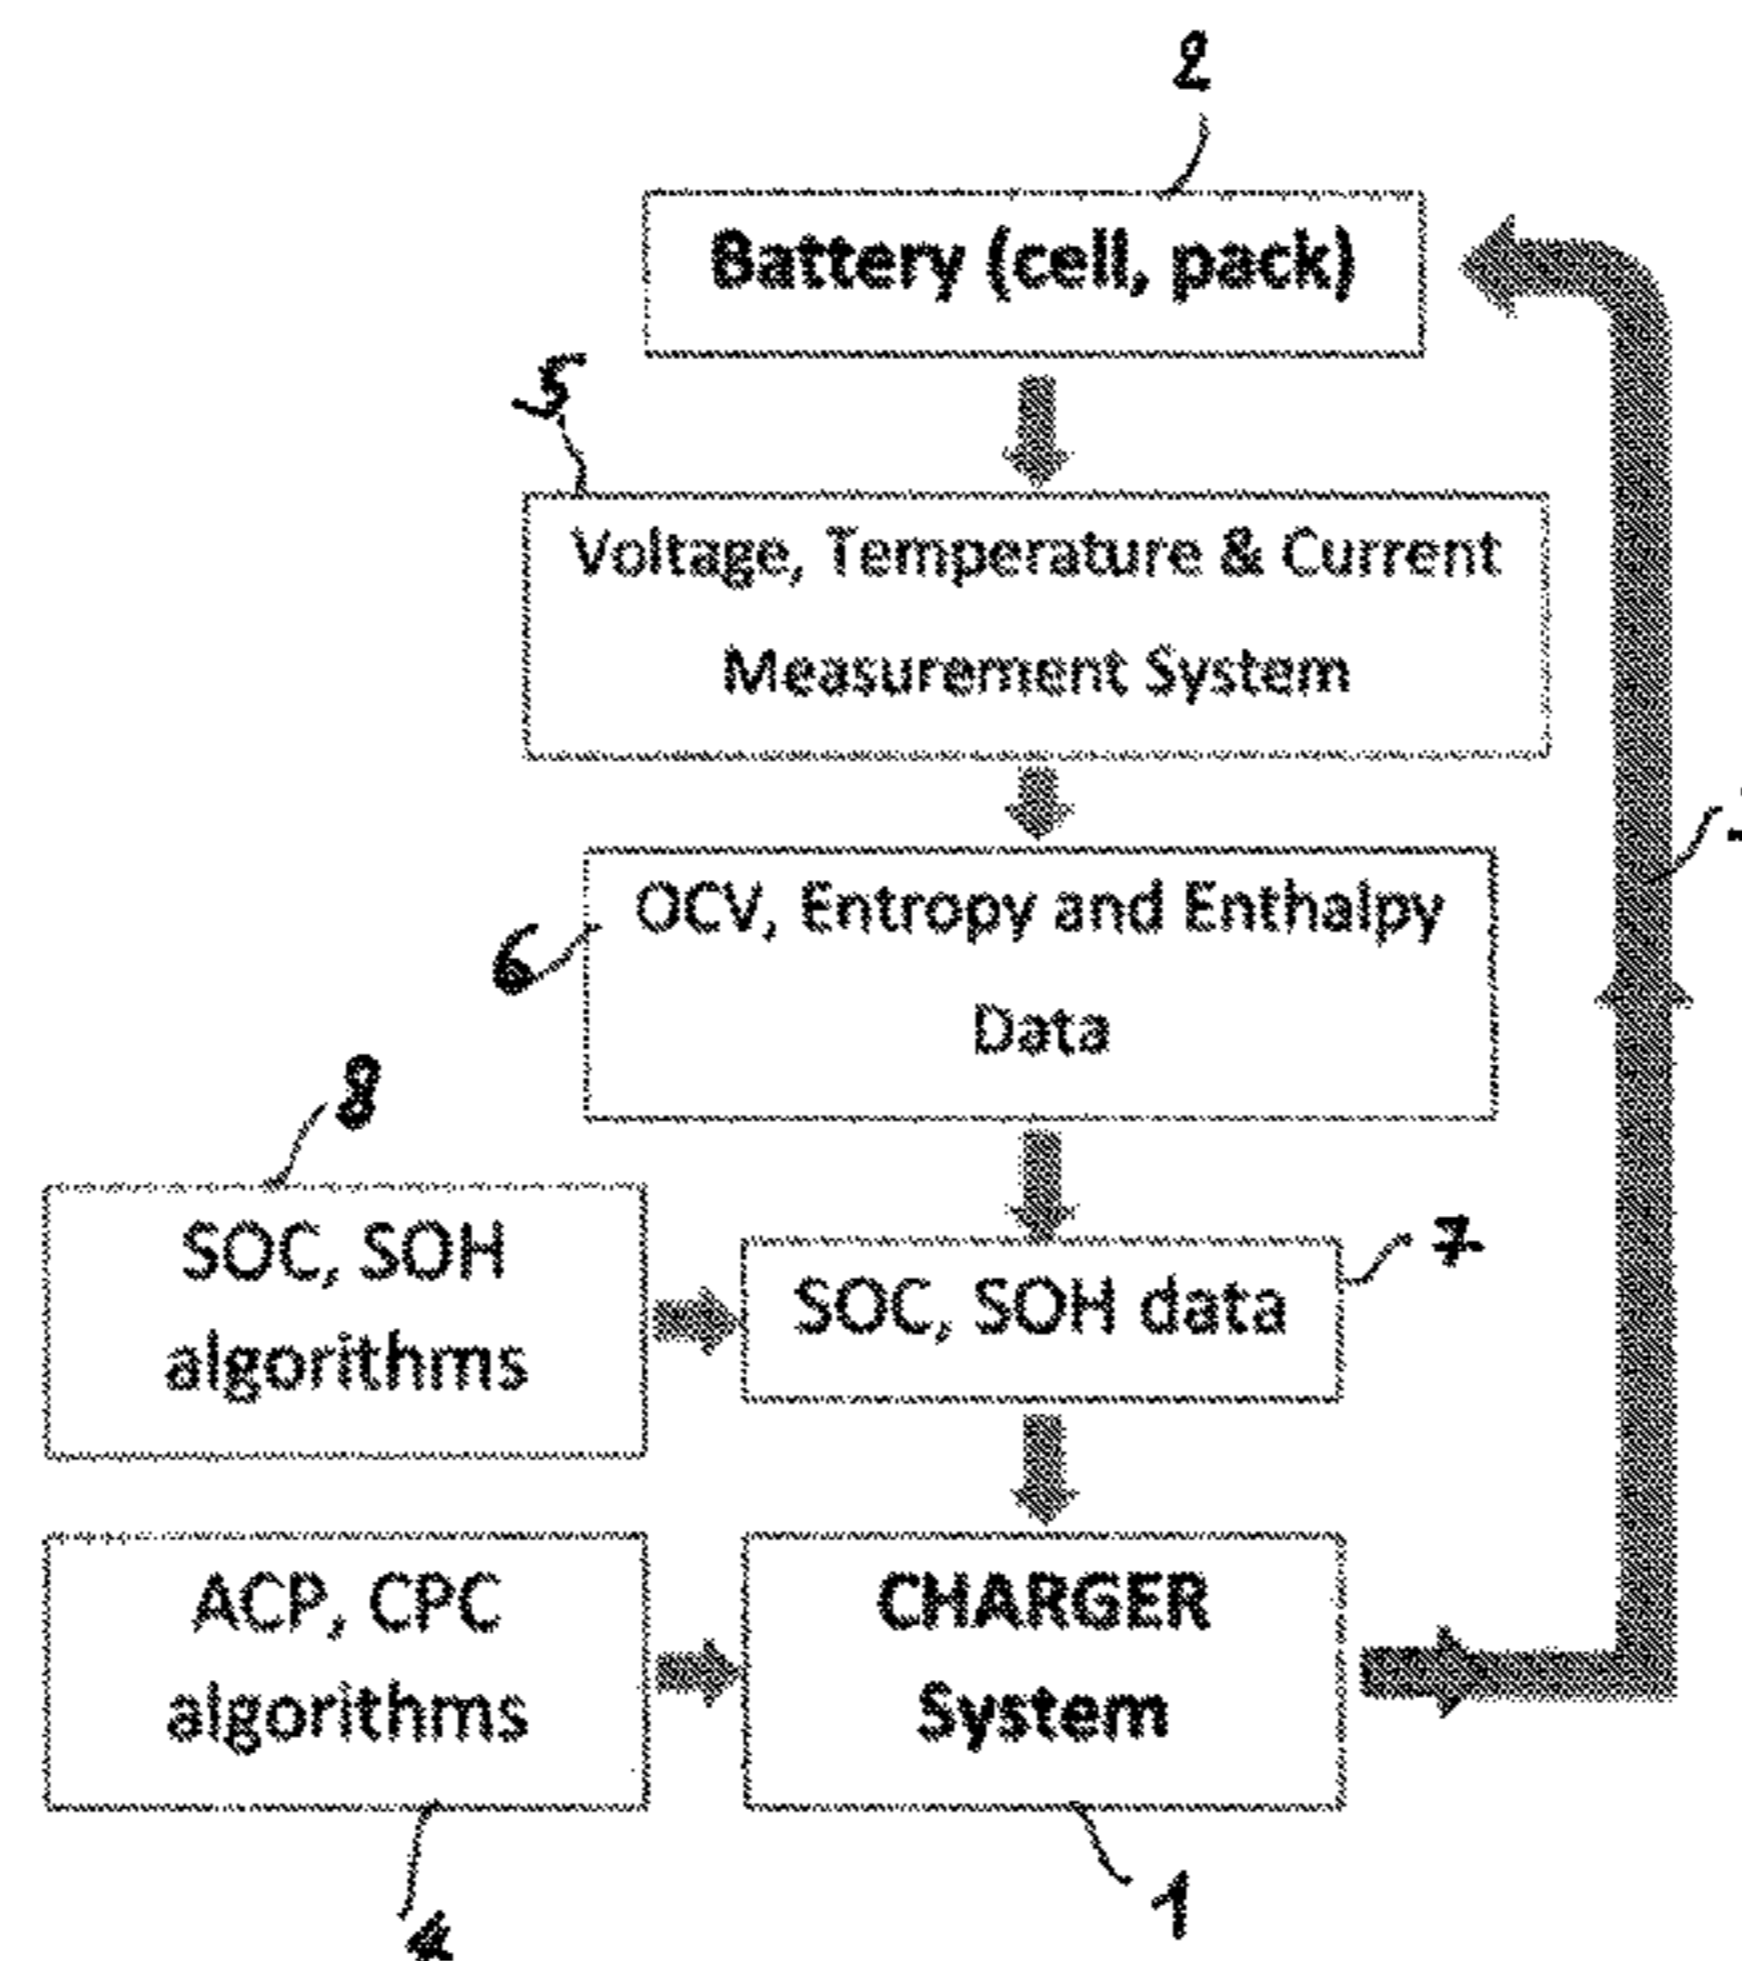 2
Battery (cell, pack)
5
Voltage, Temperature & Current
Measurement System
OCV, Entropy and Enthalpy
Data
6
8
SOC, SOH
algorithms
SOC, SOH data
7
ACP, CPC
algorithms
CHARGER
System
4
1